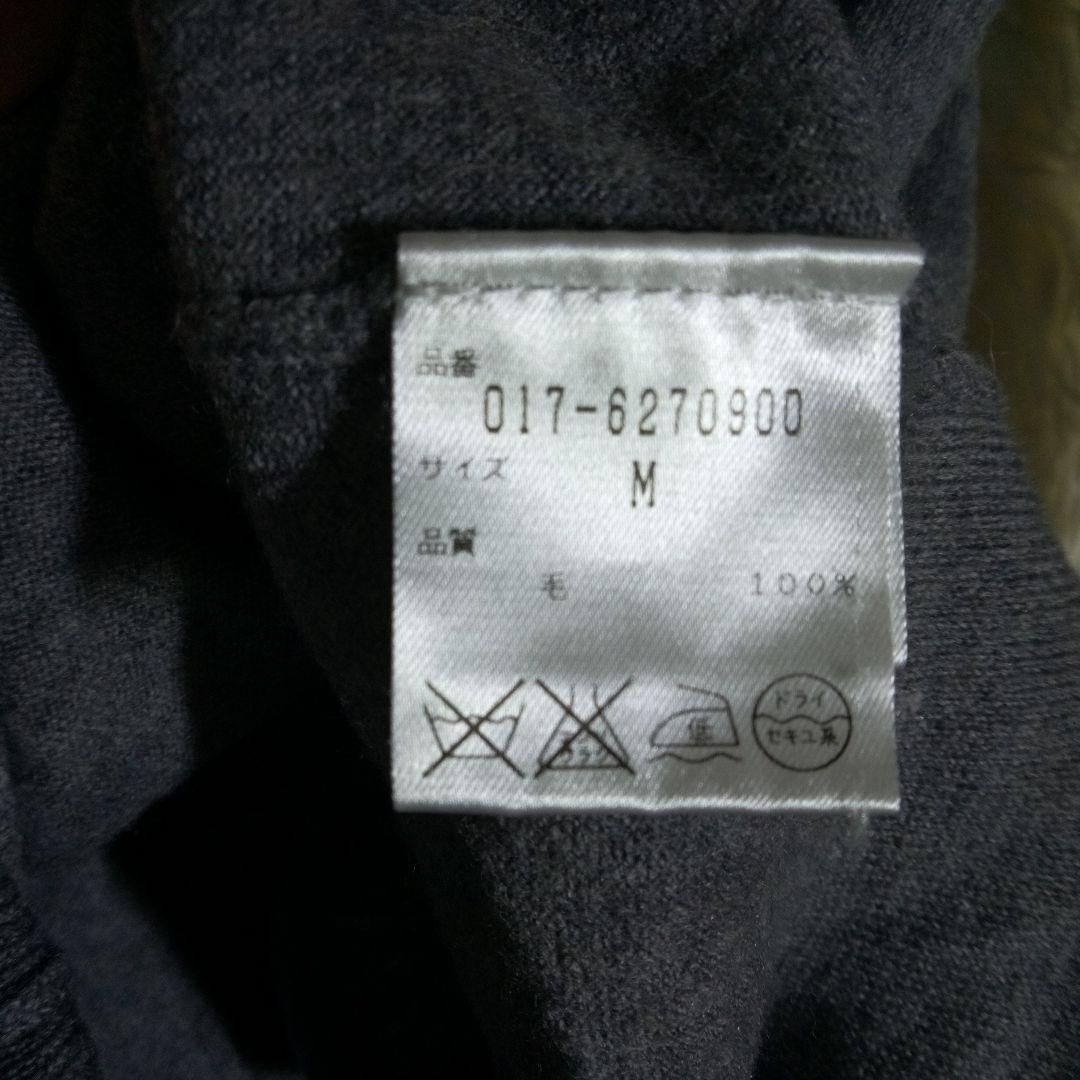 品番
017-6270900
サイズ M
品質
毛 100%
低
ドライ
セキユ系